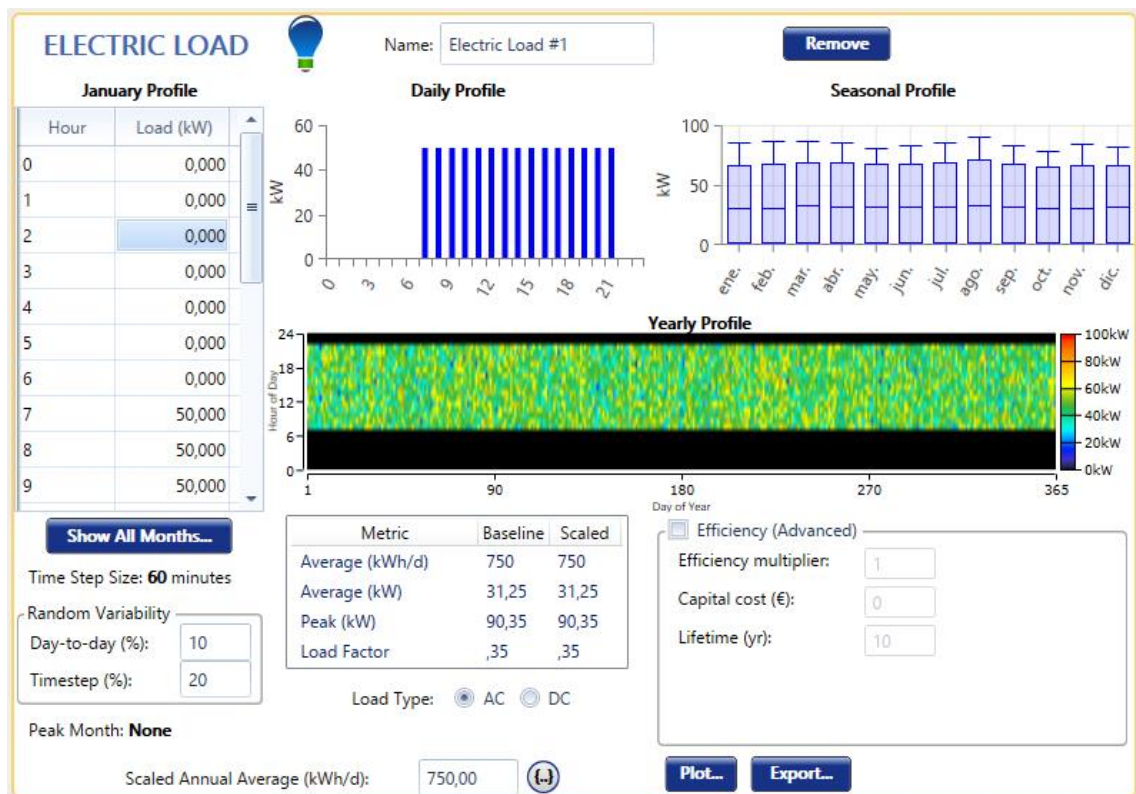 ELECTRIC LOAD
Name: Electric Load #1
Remove
January Profile
Hour Load (kW)
0 0,000
1 0,000
2 0,000
3 0,000
4 0,000
5 0,000
6 0,000
7 50,000
8 50,000
9 50,000
Show All Months...
Daily Profile
60
40
20
0
kW
0 3 6 9 12 15 18 21
Seasonal Profile
100
50
0
kW
ene. feb. mar. abr. may. jun. jul. ago. sep. oct. nov. dic.
Yearly Profile
24
18
12
6
0
Hour of Day
1 90 180 270 365
Day of Year
100kW
80kW
60kW
40kW
20kW
0kW
Time Step Size: 60 minutes
Random Variability
Day-to-day (%): 10
Timestep (%): 20
Peak Month: None
Metric Baseline Scaled
Average (kWh/d) 750 750
Average (kW) 31,25 31,25
Peak (kW) 90,35 90,35
Load Factor ,35 ,35
Load Type: AC DC
Scaled Annual Average (kWh/d): 750,00 {..}
Efficiency (Advanced)
Efficiency multiplier: 1
Capital cost (€): 0
Lifetime (yr): 10
Plot... Export...